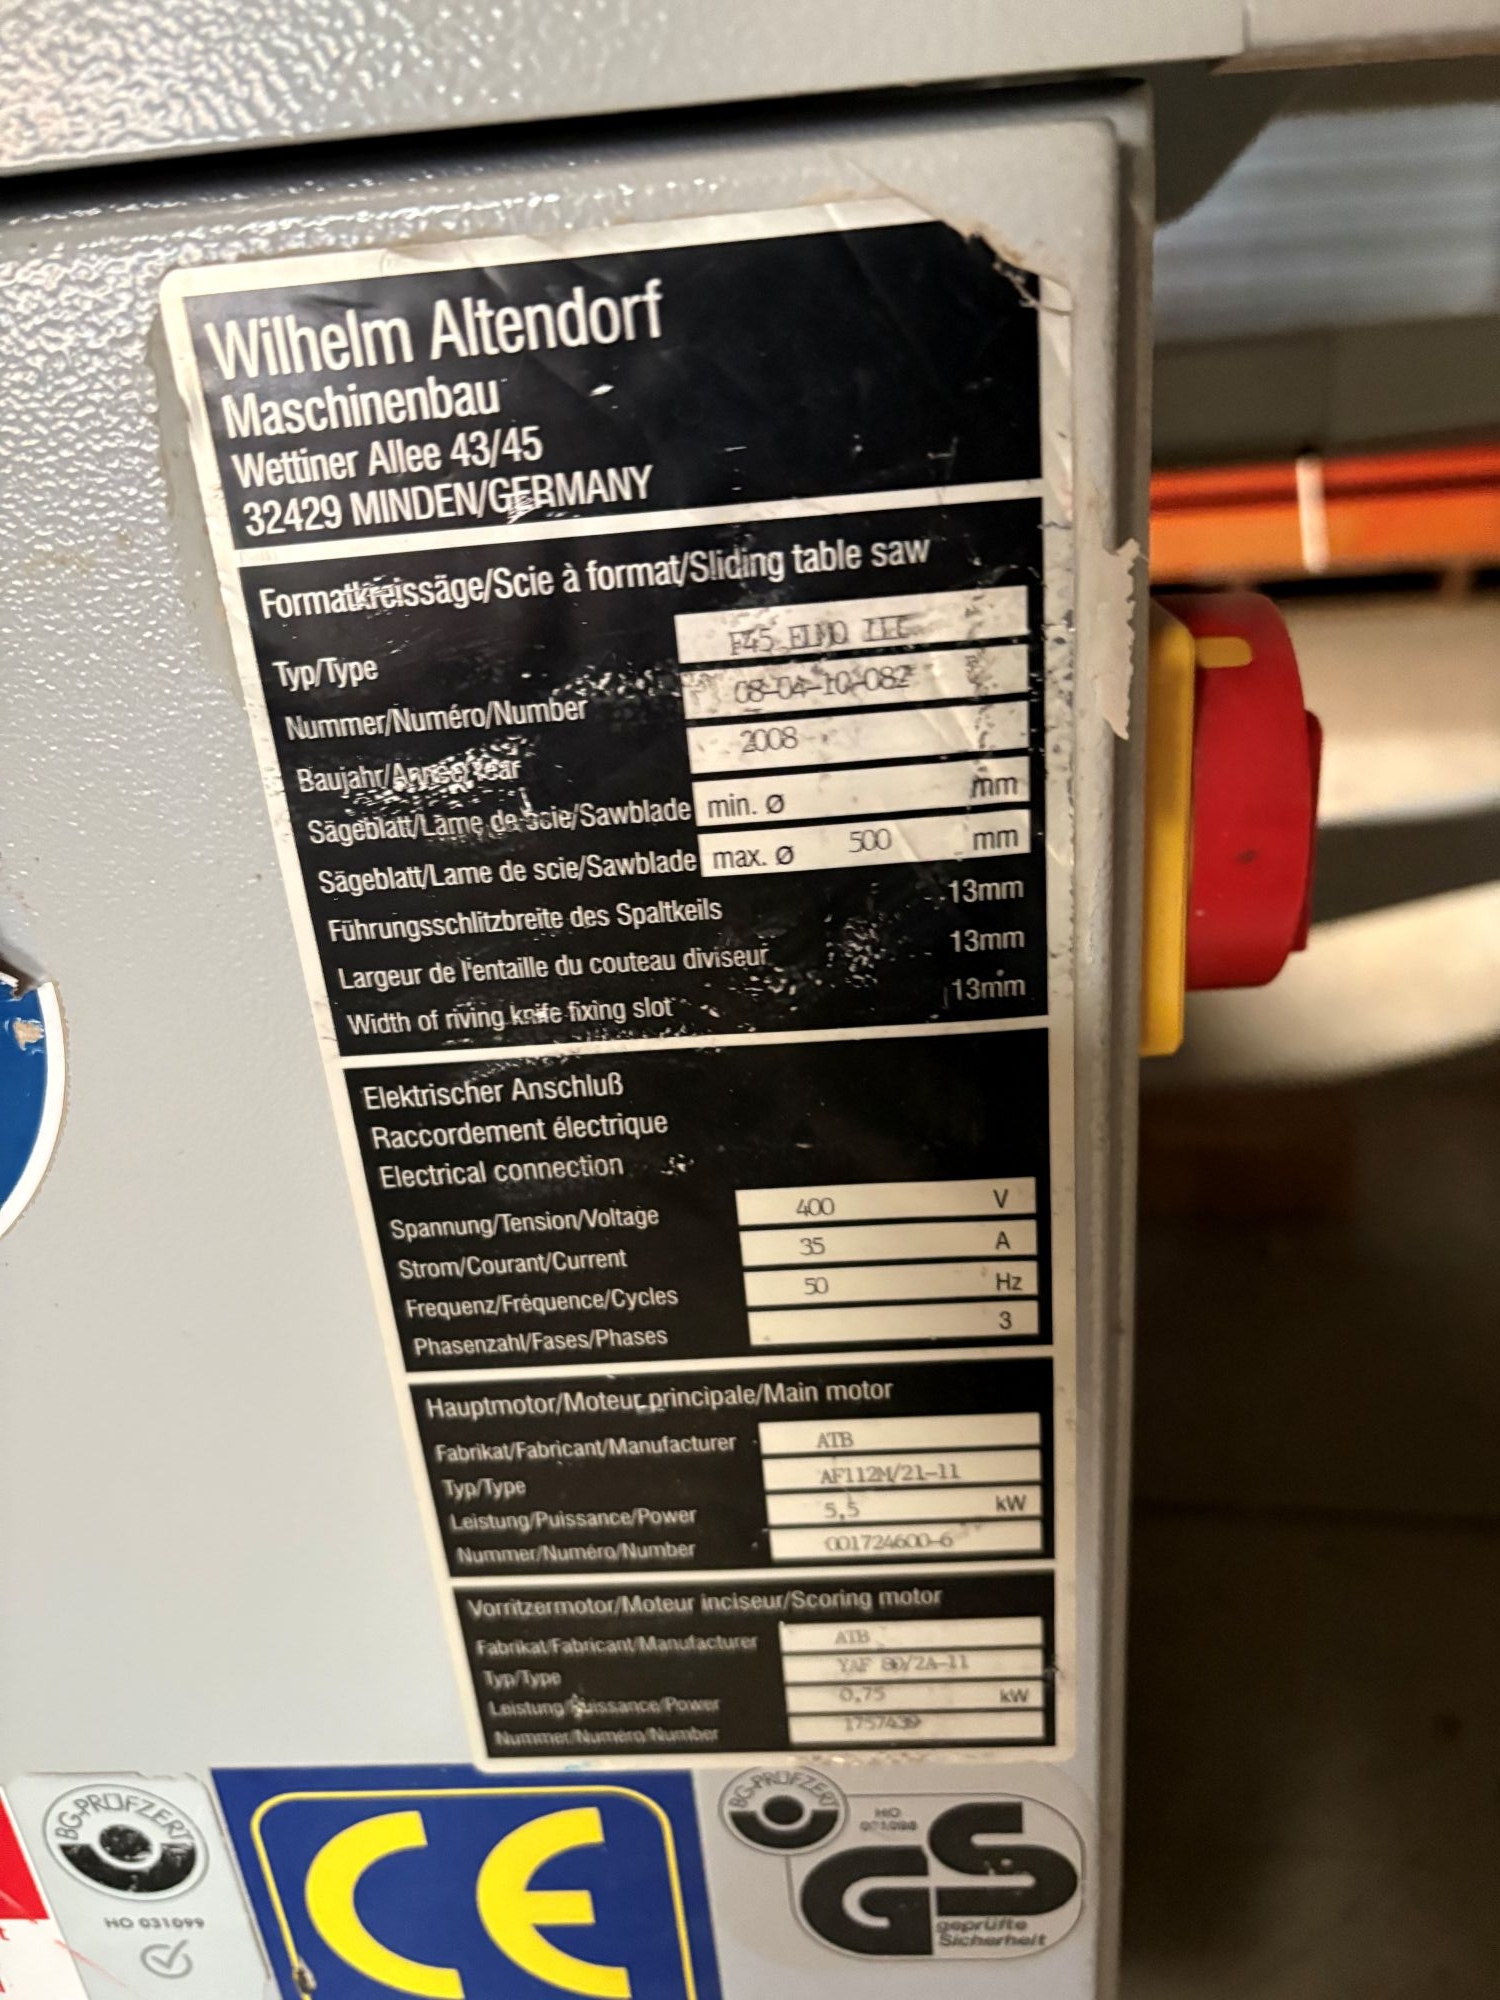 Wilhelm Altendorf
Maschinenbau
Wettiner Allee 43/45
32429 MINDEN/GERMANY
Formatkreissäge/Scie à format/Sliding table saw
Typ/Type F45 ELMO
Nummer/Numéro/Number 08-04-10-082
Baujahr/Année/Year 2008
Sägeblatt/Lame de scie/Sawblade min. ø mm
Sägeblatt/Lame de scie/Sawblade max. ø 500 mm
Führungsschlitzbreite des Spaltkeils 13mm
Largeur de l'entaille du couteau diviseur 13mm
Width of riving knife fixing slot 13mm
Elektrischer Anschluß
Raccordement électrique
Electrical connection
Spannung/Tension/Voltage 400 V
Strom/Courant/Current 35 A
Frequenz/Fréquence/Cycles 50 Hz
Phasenzahl/Fases/Phases 3
Hauptmotor/Moteur principale/Main motor
Fabrikat/Fabricant/Manufacturer ATB
Typ/Type AF112M/21-11
Leistung/Puissance/Power 5,5 kW
Nummer/Numéro/Number 001724600-6
Vorritzermotor/Moteur inciseur/Scoring motor
Fabrikat/Fabricant/Manufacturer ATB
Typ/Type YAF 80/2A-11
Leistung/Puissance/Power 0,75 kW
Nummer/Numéro/Number 1757439
BG-PRÜFZERT
HO 031099
CE
BG-PRÜFZERT
HO
GS
geprüfte
Sicherheit